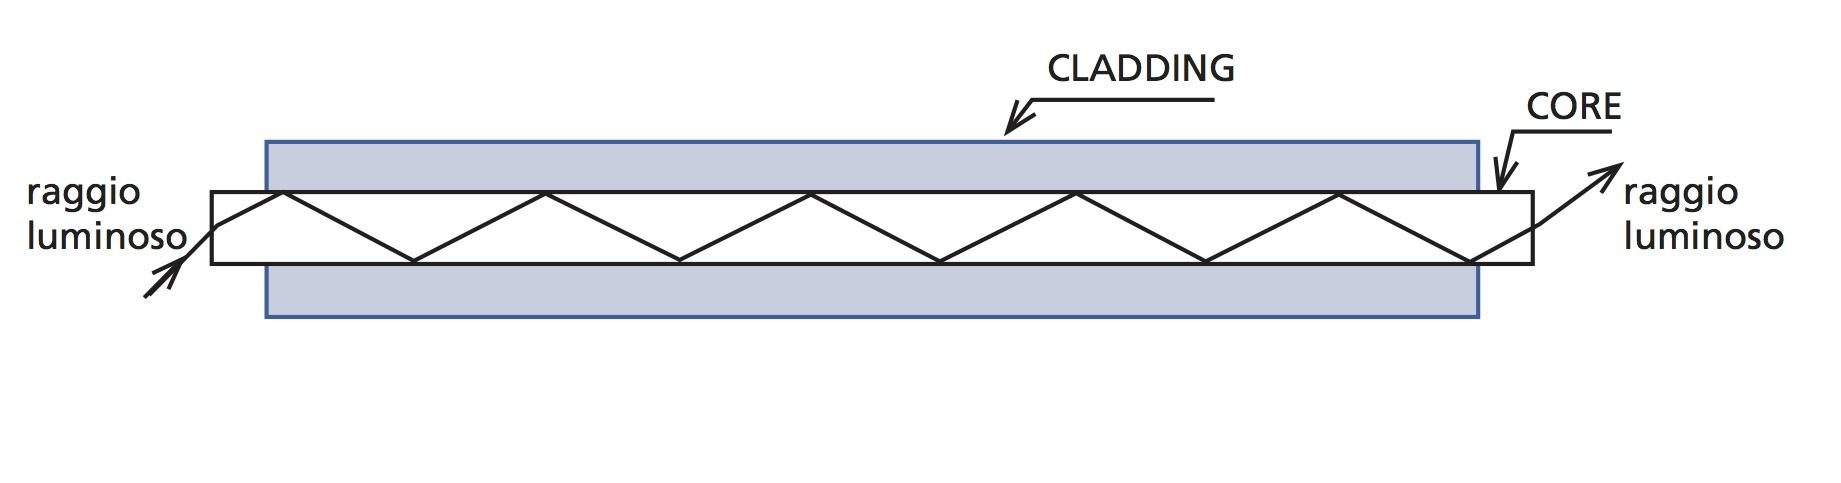 CLADDING
CORE
raggio
luminoso
raggio
luminoso